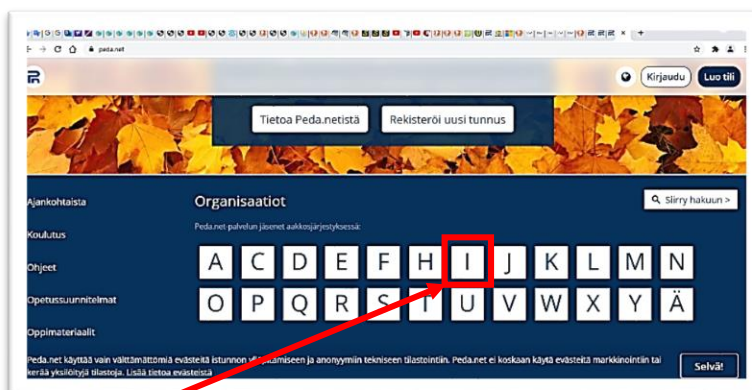 peda.net
Kirjaudu
Luo tili
Tietoa Peda.netistä
Rekisteröi uusi tunnus
Ajankohtaista
Koulutus
Ohjeet
Opetussuunnitelmat
Oppimateriaalit
Organisaatiot
Siirry hakuun >
Peda.net-palvelun jäsenet aakkosjärjestyksessä:
A C D E F H I J K L M N
O P Q R S T U V W X Y Ä
Peda.net käyttää vain välttämättömiä evästeitä istunnon ylläpitämiseen ja anonyymiin tekniseen tilastointiin. Peda.net ei koskaan käytä evästeitä markkinointiin tai
kerää yksilöityjä tilastoja. Lisää tietoa evästeistä
Selvä!